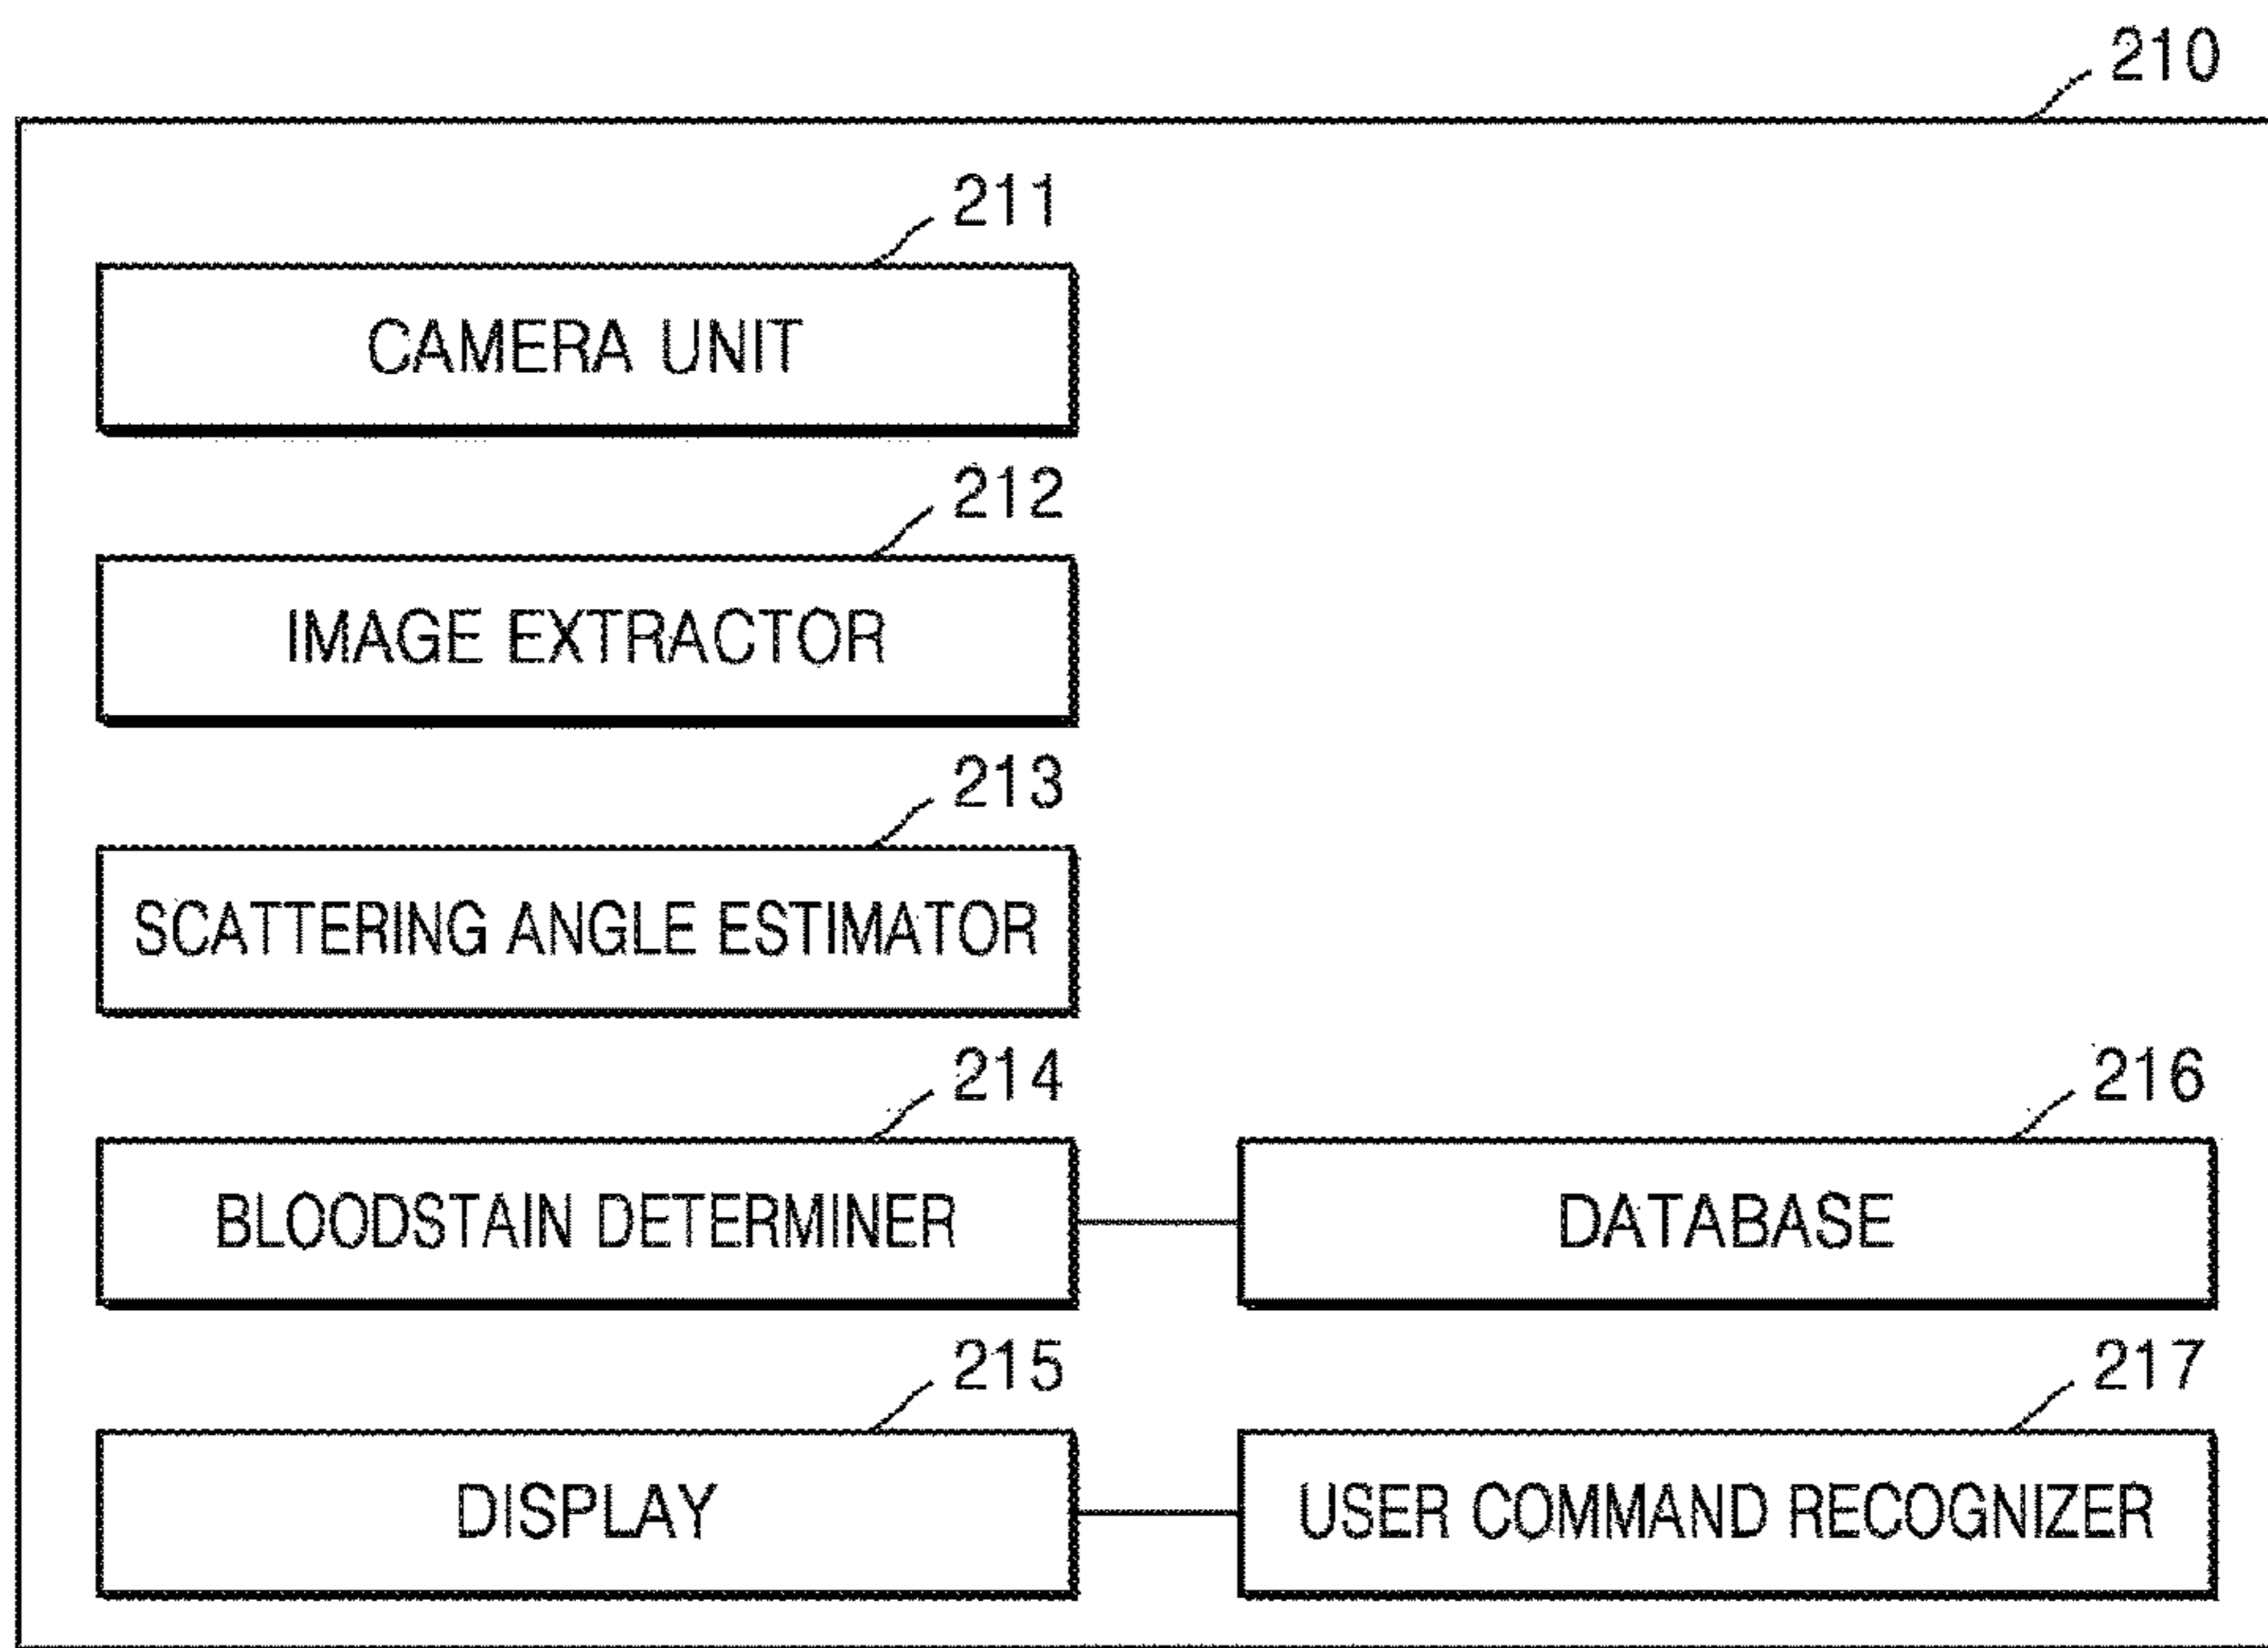 210
211
CAMERA UNIT
212
IMAGE EXTRACTOR
213
SCATTERING ANGLE ESTIMATOR
214
BLOODSTAIN DETERMINER
216
DATABASE
215
DISPLAY
217
USER COMMAND RECOGNIZER